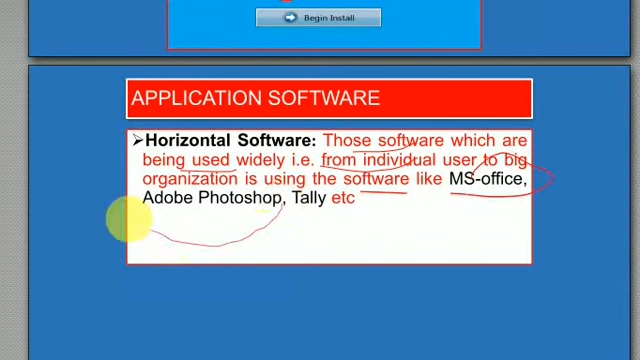 Begin Install
APPLICATION SOFTWARE
➢Horizontal Software: Those software which are
being used widely i.e. from individual user to big
organization is using the software like MS-office,
Adobe Photoshop, Tally etc